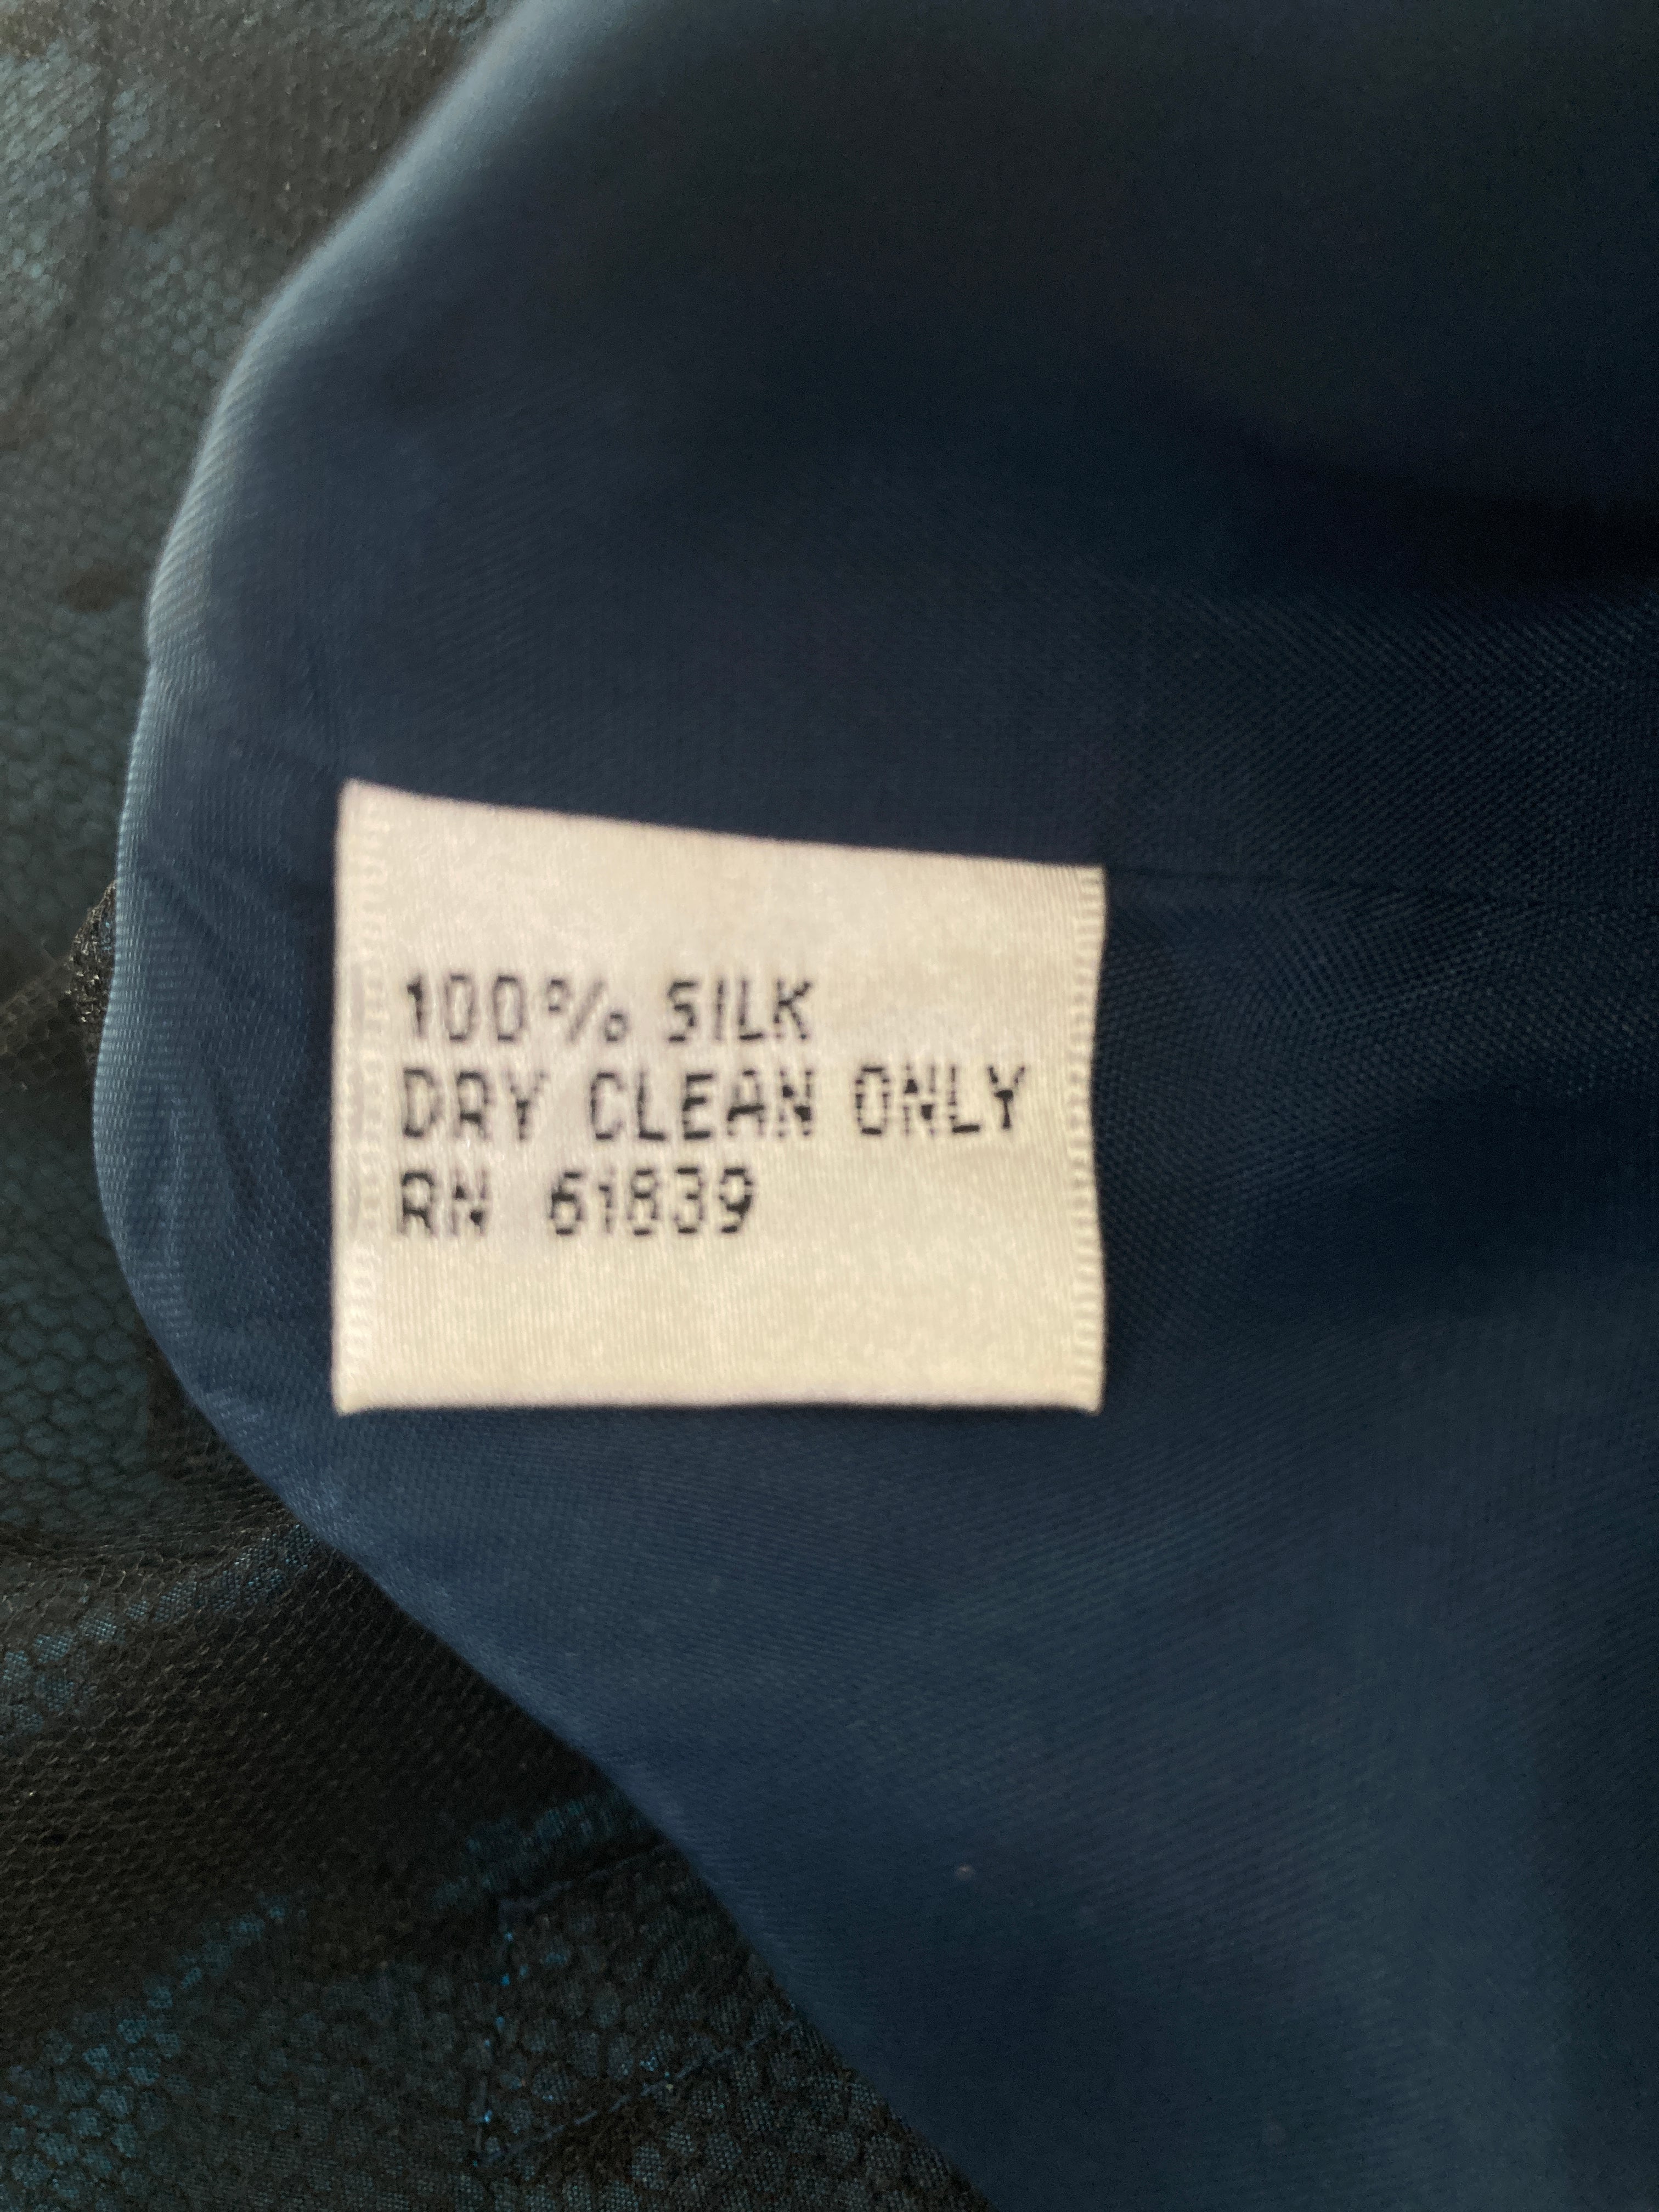 100% SILK
DRY CLEAN ONLY
RN 61839